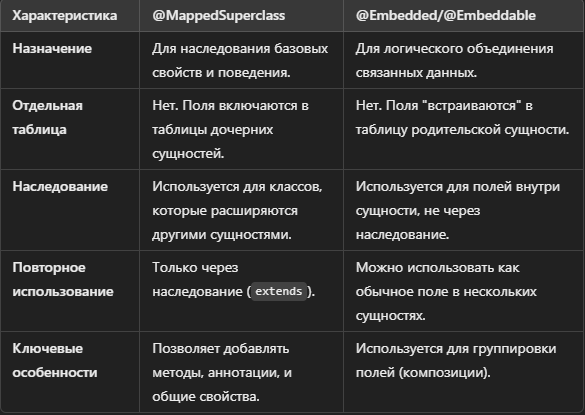 Характеристика @MappedSuperclass @Embedded/@Embeddable
Назначение
Для наследования базовых
свойств и поведения.
Для логического объединения
связанных данных.
Отдельная
таблица
Нет. Поля включаются в
таблицы дочерних
сущностей.
Нет. Поля "встраиваются" в
таблицу родительской сущности.
Наследование
Используется для классов,
которые расширяются
другими сущностями.
Используется для полей внутри
сущности, не через
наследование.
Повторное
использование
Только через
наследование (extends).
Можно использовать как
обычное поле в нескольких
сущностях.
Ключевые
особенности
Позволяет добавлять
методы, аннотации, и
общие свойства.
Используется для группировки
полей (композиции).